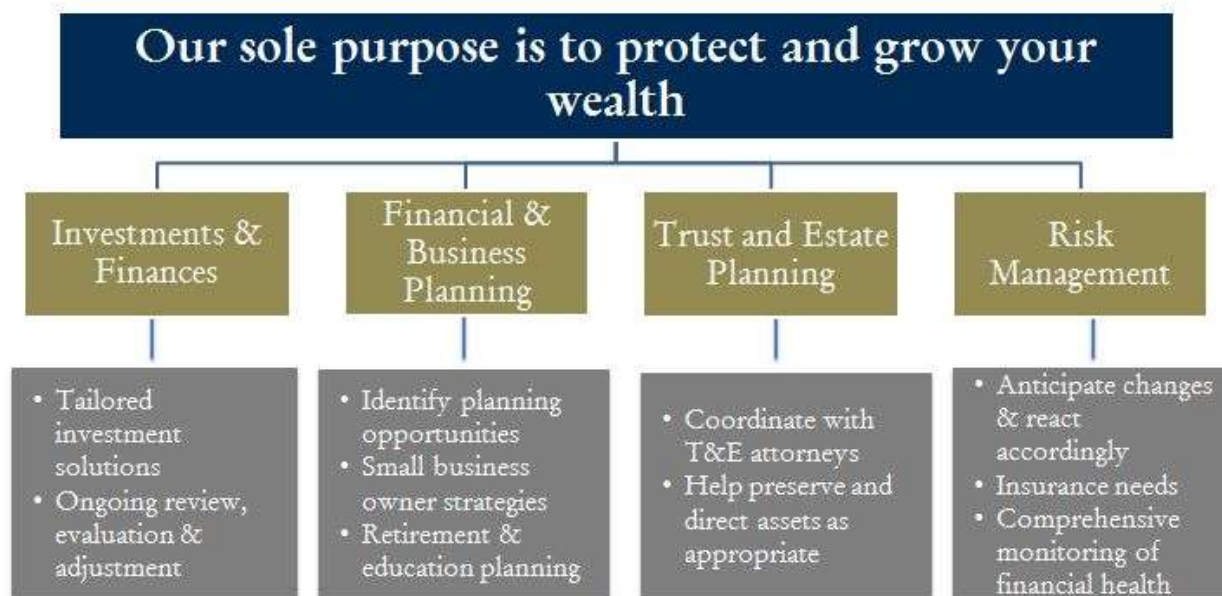 Our sole purpose is to protect and grow your
wealth
Investments &
Finances
Financial &
Business
Planning
Trust and Estate
Planning
Risk
Management
• Tailored
investment
solutions
• Ongoing review,
evaluation &
adjustment
• Identify planning
opportunities
• Small business
owner strategies
• Retirement &
education planning
• Coordinate with
T&E attorneys
• Help preserve and
direct assets as
appropriate
• Anticipate changes
& react
accordingly
• Insurance needs
• Comprehensive
monitoring of
financial health